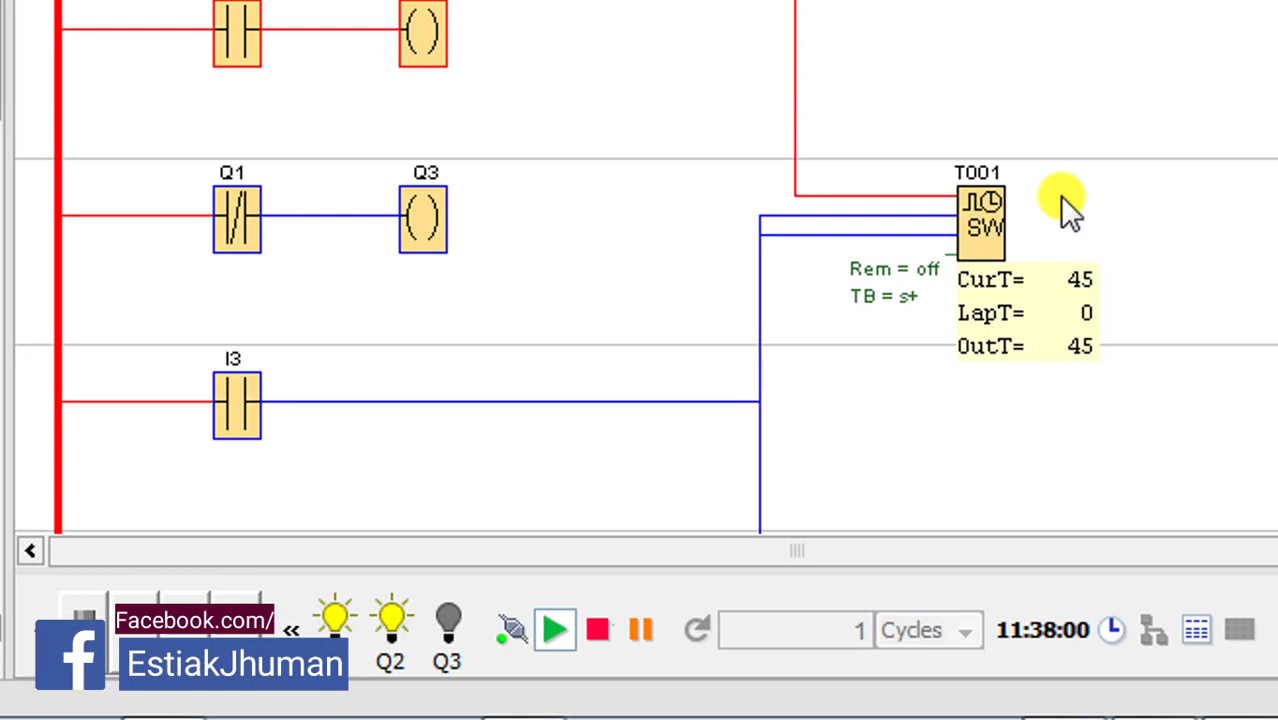 Q1
Q3
T001
SW
Rem = off
TB = s+
CurT= 45
LapT= 0
OutT= 45
I3
Facebook.com/
EstiakJhuman
«
Q2
Q3
1
Cycles
11:38:00